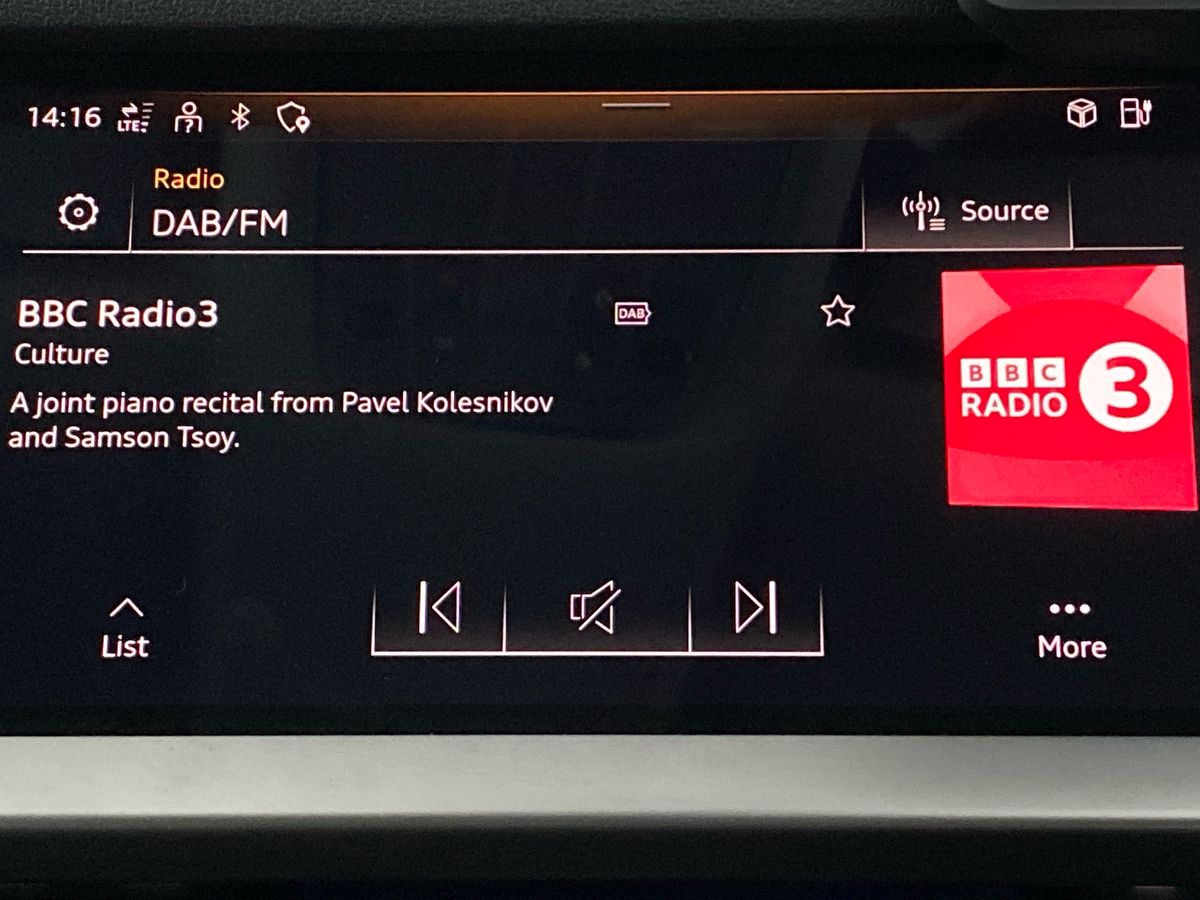 14:16 LTE
Radio
DAB/FM
Source
BBC Radio3
DAB
Culture
A joint piano recital from Pavel Kolesnikov
and Samson Tsoy.
BBC
RADIO 3
List
More